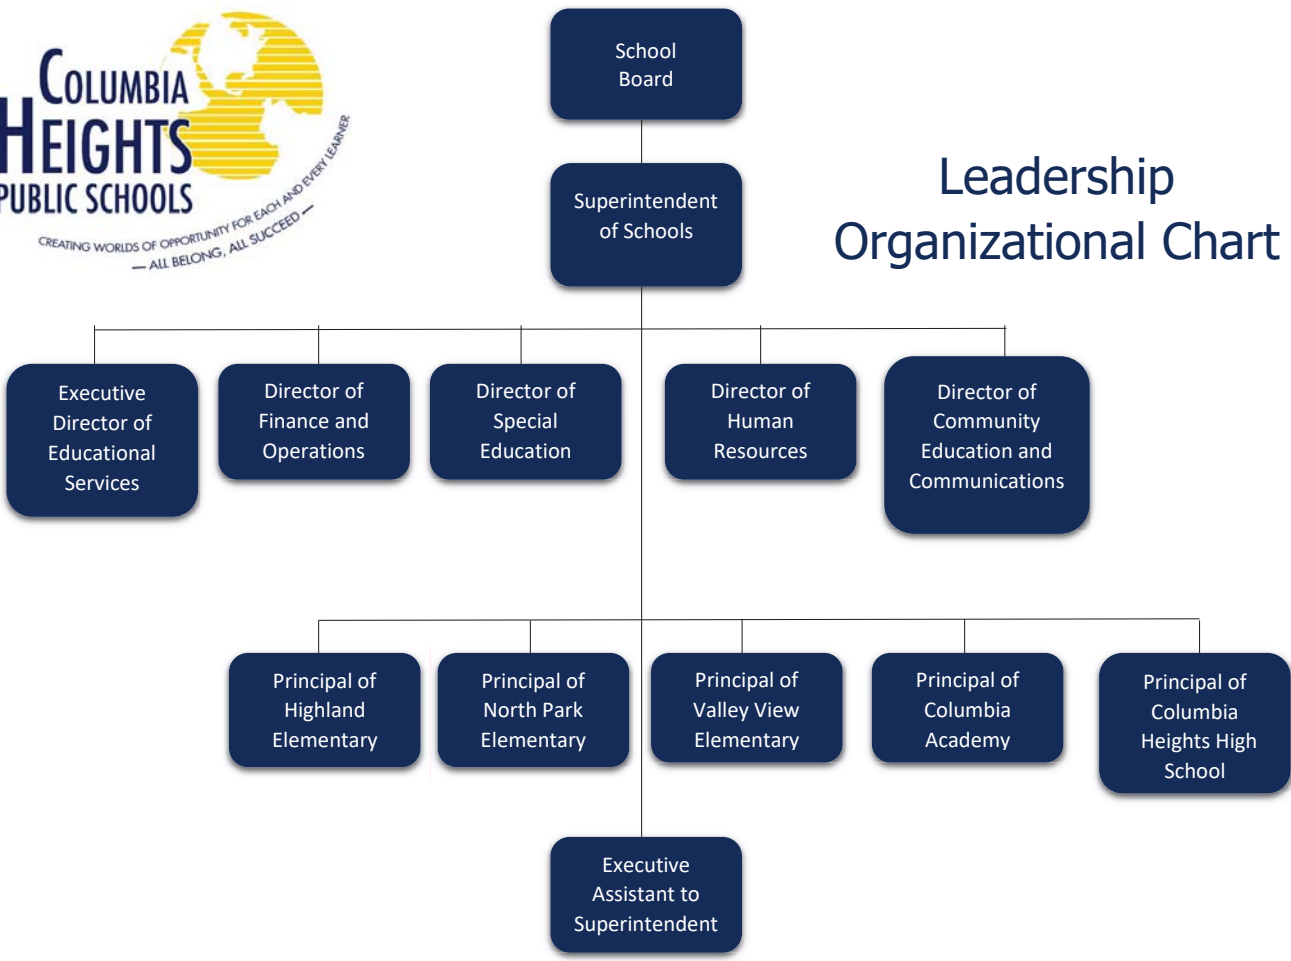 COLUMBIA
HEIGHTS
PUBLIC SCHOOLS
CREATING WORLDS OF OPPORTUNITY FOR EACH AND EVERY LEARNER
— ALL BELONG, ALL SUCCEED —
School
Board
Superintendent
of Schools
Leadership
Organizational Chart
Executive
Director of
Educational
Services
Director of
Finance and
Operations
Director of
Special
Education
Director of
Human
Resources
Director of
Community
Education and
Communications
Principal of
Highland
Elementary
Principal of
North Park
Elementary
Principal of
Valley View
Elementary
Principal of
Columbia
Academy
Principal of
Columbia
Heights High
School
Executive
Assistant to
Superintendent